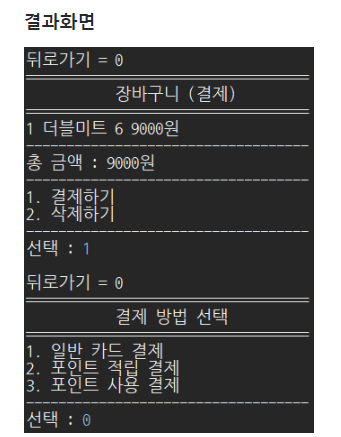 결과화면
뒤로가기 = 0
장바구니 (결제)
1 더블미트 6 9000원
총 금액 : 9000원
1. 결제하기
2. 삭제하기
선택 : 1
뒤로가기 = 0
결제 방법 선택
1. 일반 카드 결제
2. 포인트 적립 결제
3. 포인트 사용 결제
선택 : 0